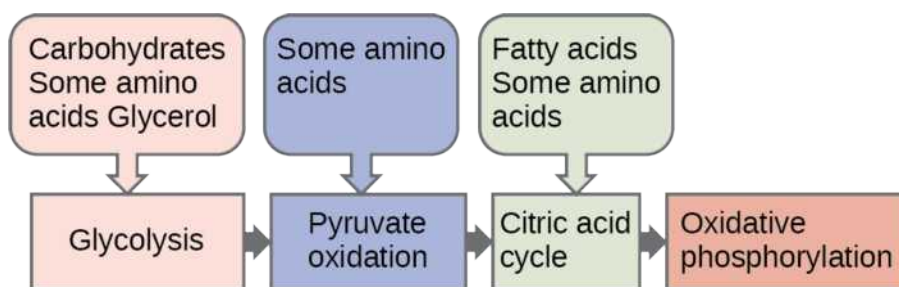 Carbohydrates
Some amino
acids Glycerol
Some amino
acids
Fatty acids
Some amino
acids
Glycolysis
Pyruvate
oxidation
Citric acid
cycle
Oxidative
phosphorylation